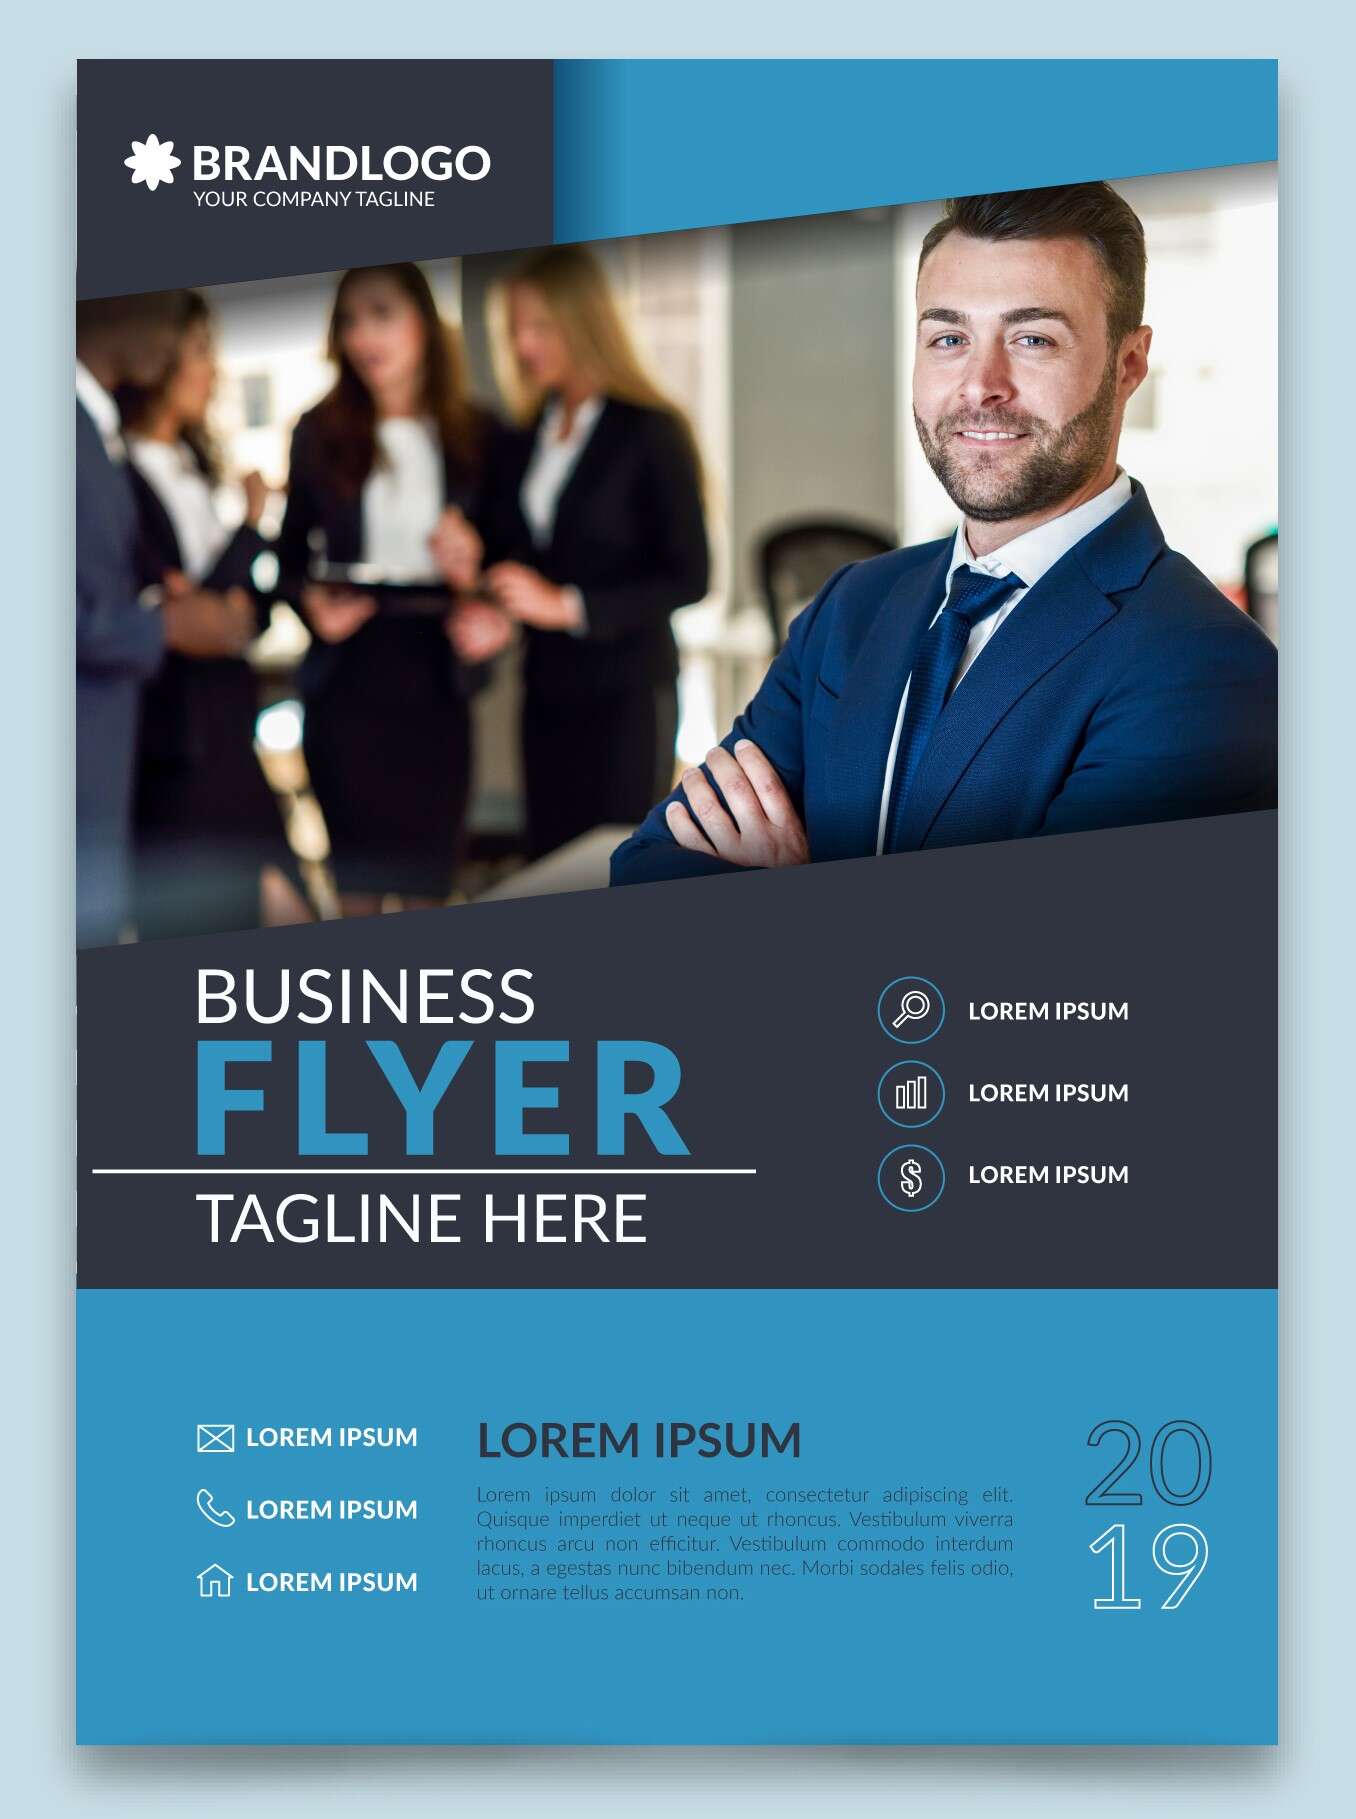 BRANDLOGO
YOUR COMPANY TAGLINE
BUSINESS
FLYER
TAGLINE HERE
LOREM IPSUM
LOREM IPSUM
LOREM IPSUM
LOREM IPSUM
LOREM IPSUM
LOREM IPSUM
LOREM IPSUM
Lorem ipsum dolor sit amet, consectetur adipiscing elit.
Quisque imperdiet ut neque ut rhoncus. Vestibulum viverra
rhoncus arcu non efficitur. Vestibulum commodo interdum
lacus, a egestas nunc bibendum nec. Morbi sodales felis odio,
ut ornare tellus accumsan non.
20
19